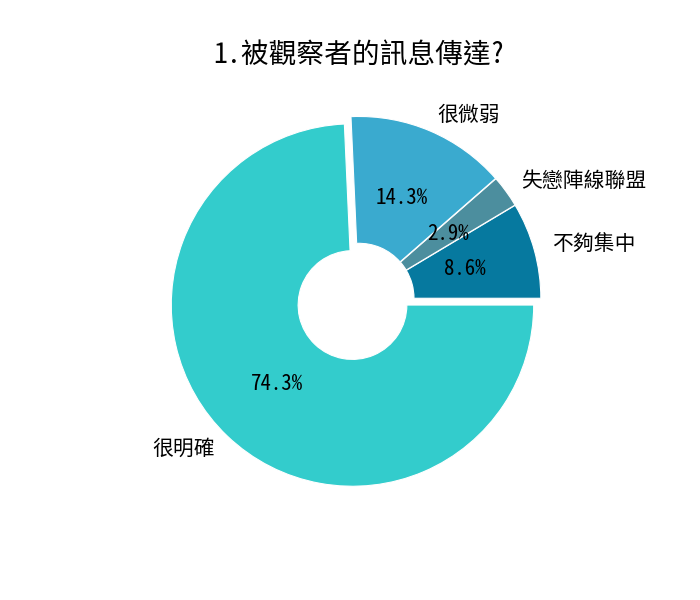 1.被觀察者的訊息傳達?
很微弱
14.3%
失戀陣線聯盟
2.9%
不夠集中
8.6%
74.3%
很明確